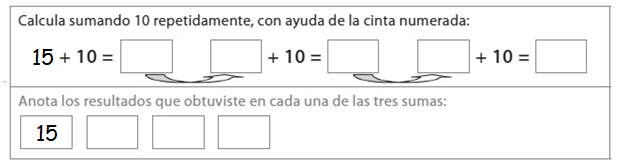 Calcula sumando 10 repetidamente, con ayuda de la cinta numerada:
15 + 10 = + 10 = + 10 =
Anota los resultados que obtuviste en cada una de las tres sumas:
15